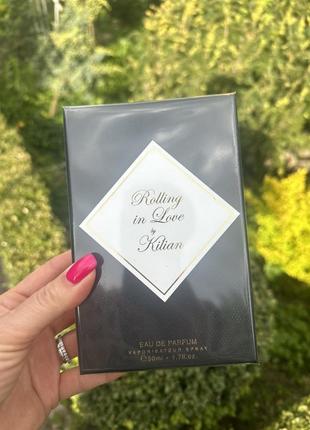 Rolling
in Love
by
Kilian
EAU DE PARFUM
VAPORISATEUR SPRAY
e 50ml - 1.7fl.oz.